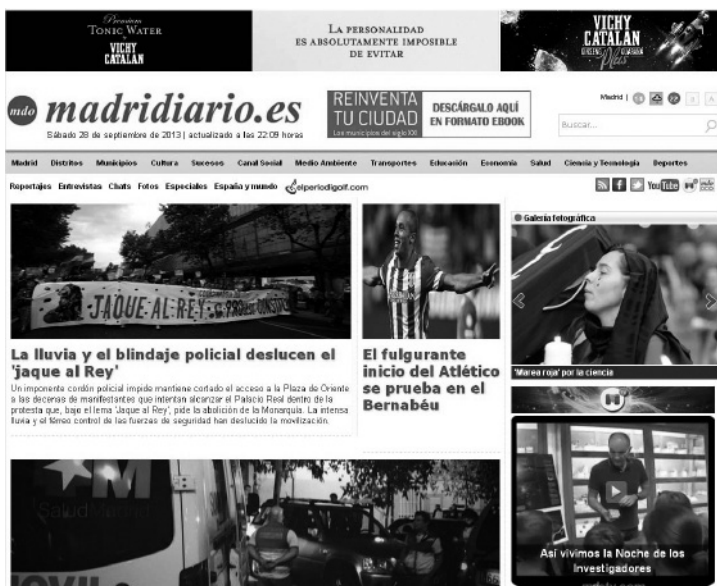 Premium
TONIC WATER
VICHY
CATALAN
LA PERSONALIDAD
ES ABSOLUTAMENTE IMPOSIBLE
DE EVITAR
VICHY
CATALAN
mdo madridiario.es
Sábado 28 de septiembre de 2013 | actualizado a las 22:09 horas
REINVENTA
TU CIUDAD
Los municipios del siglo XXI
DESCÁRGALO AQUÍ
EN FORMATO EBOOK
Madrid |
Buscar...
Madrid Distritos Municipios Cultura Sucesos Canal Social Medio Ambiente Transportes Educación Economía Salud Ciencia y Tecnología Deportes
Reportajes Entrevistas Chats Fotos Especiales España y mundo elperiodigolf.com
You Tube
JAQUE AL REY
La lluvia y el blindaje policial deslucen el
'jaque al Rey'
Un imponente cordón policial impide mantiene cortado el acceso a la Plaza de Oriente
a las decenas de manifestantes que intentan alcanzar el Palacio Real dentro de la
protesta que, bajo el lema 'Jaque al Rey', pide la abolición de la Monarquía. La intensa
lluvia y el férreo control de las fuerzas de seguridad han deslucido la movilización.
El fulgurante
inicio del Atlético
se prueba en el
Bernabéu
Galería fotográfica
'Marea roja' por la ciencia
SaludMadrid
Así vivimos la Noche de los
Investigadores